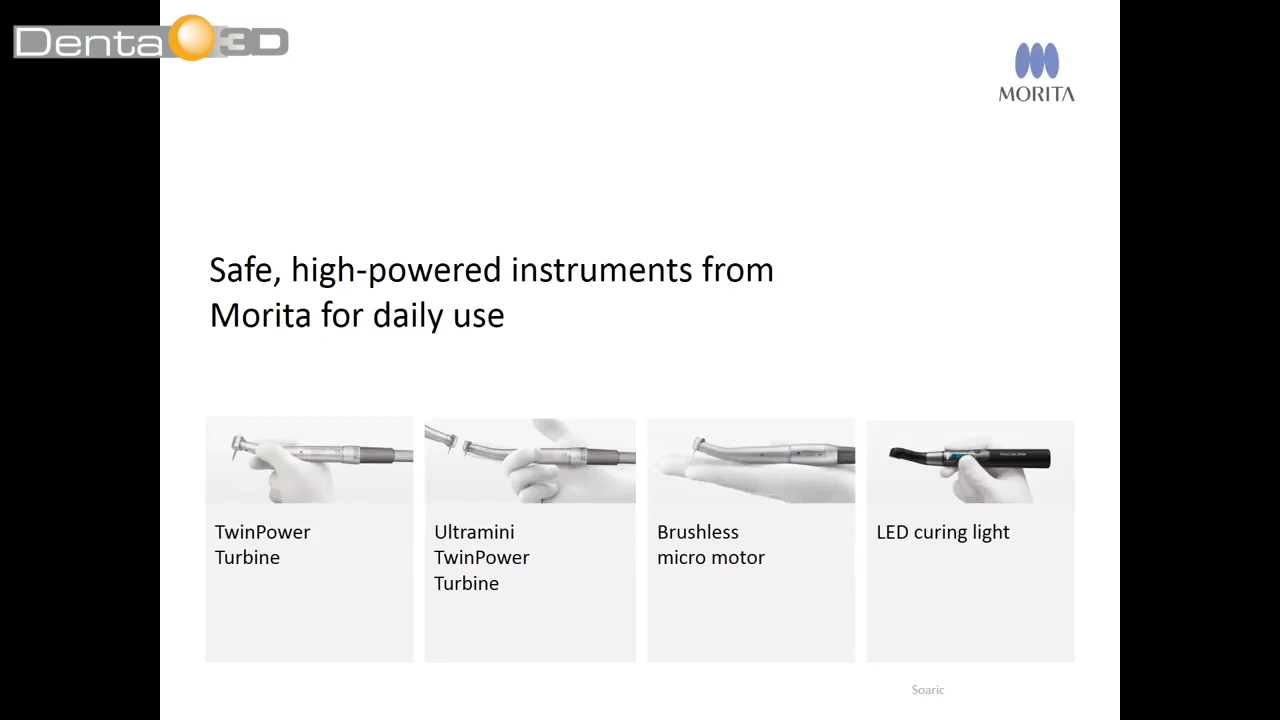 Denta 3D
MORITA
Safe, high-powered instruments from
Morita for daily use
TwinPower
Turbine
Ultramini
TwinPower
Turbine
Brushless
micro motor
LED curing light
Soaric